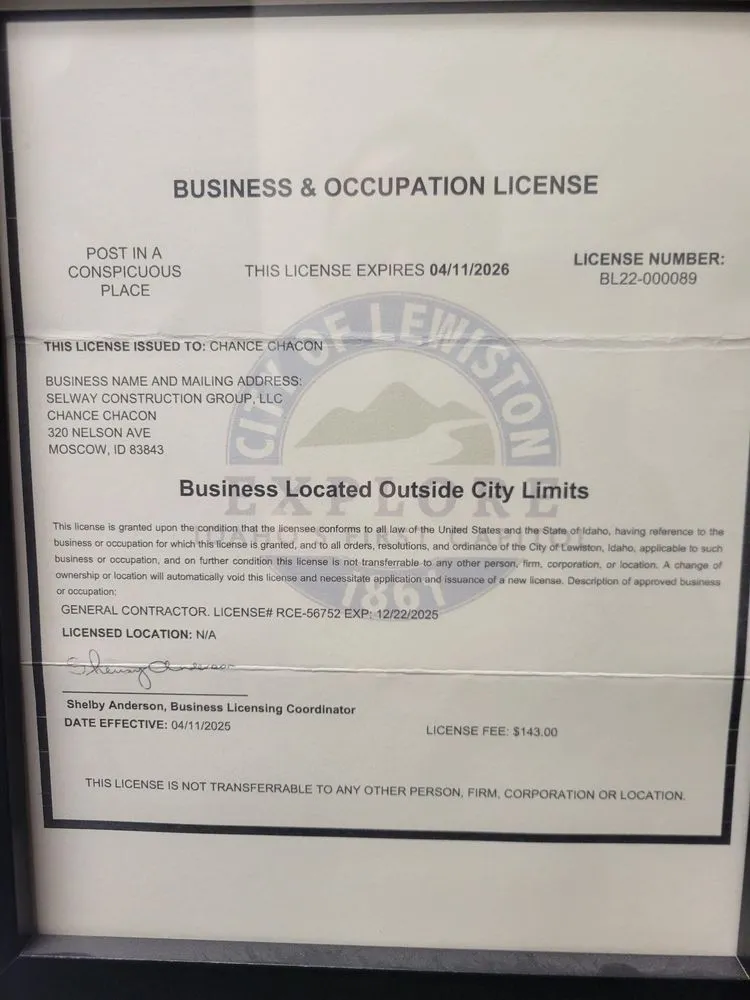 BUSINESS & OCCUPATION LICENSE
POST IN A
CONSPICUOUS
PLACE
THIS LICENSE EXPIRES 04/11/2026
LICENSE NUMBER:
BL22-000089
THIS LICENSE ISSUED TO: CHANCE CHACON
BUSINESS NAME AND MAILING ADDRESS:
SELWAY CONSTRUCTION GROUP, LLC
CHANCE CHACON
320 NELSON AVE
MOSCOW, ID 83843
CITY OF LEWISTON
EXPLORE
IDAHO'S FIRST CAPITOL
1861
Business Located Outside City Limits
This license is granted upon the condition that the licensee conforms to all law of the United States and the State of Idaho, having reference to the
business or occupation for which this license is granted, and to all orders, resolutions, and ordinance of the City of Lewiston, Idaho, applicable to such
business or occupation, and on further condition this license is not transferable to any other person, firm, corporation, or location. A change of
ownership or location will automatically void this license and necessitate application and issuance of a new license. Description of approved business
or occupation:
GENERAL CONTRACTOR. LICENSE# RCE-56752 EXP: 12/22/2025
LICENSED LOCATION: N/A
Shelby Anderson
Shelby Anderson, Business Licensing Coordinator
DATE EFFECTIVE: 04/11/2025
LICENSE FEE: $143.00
THIS LICENSE IS NOT TRANSFERRABLE TO ANY OTHER PERSON, FIRM, CORPORATION OR LOCATION.